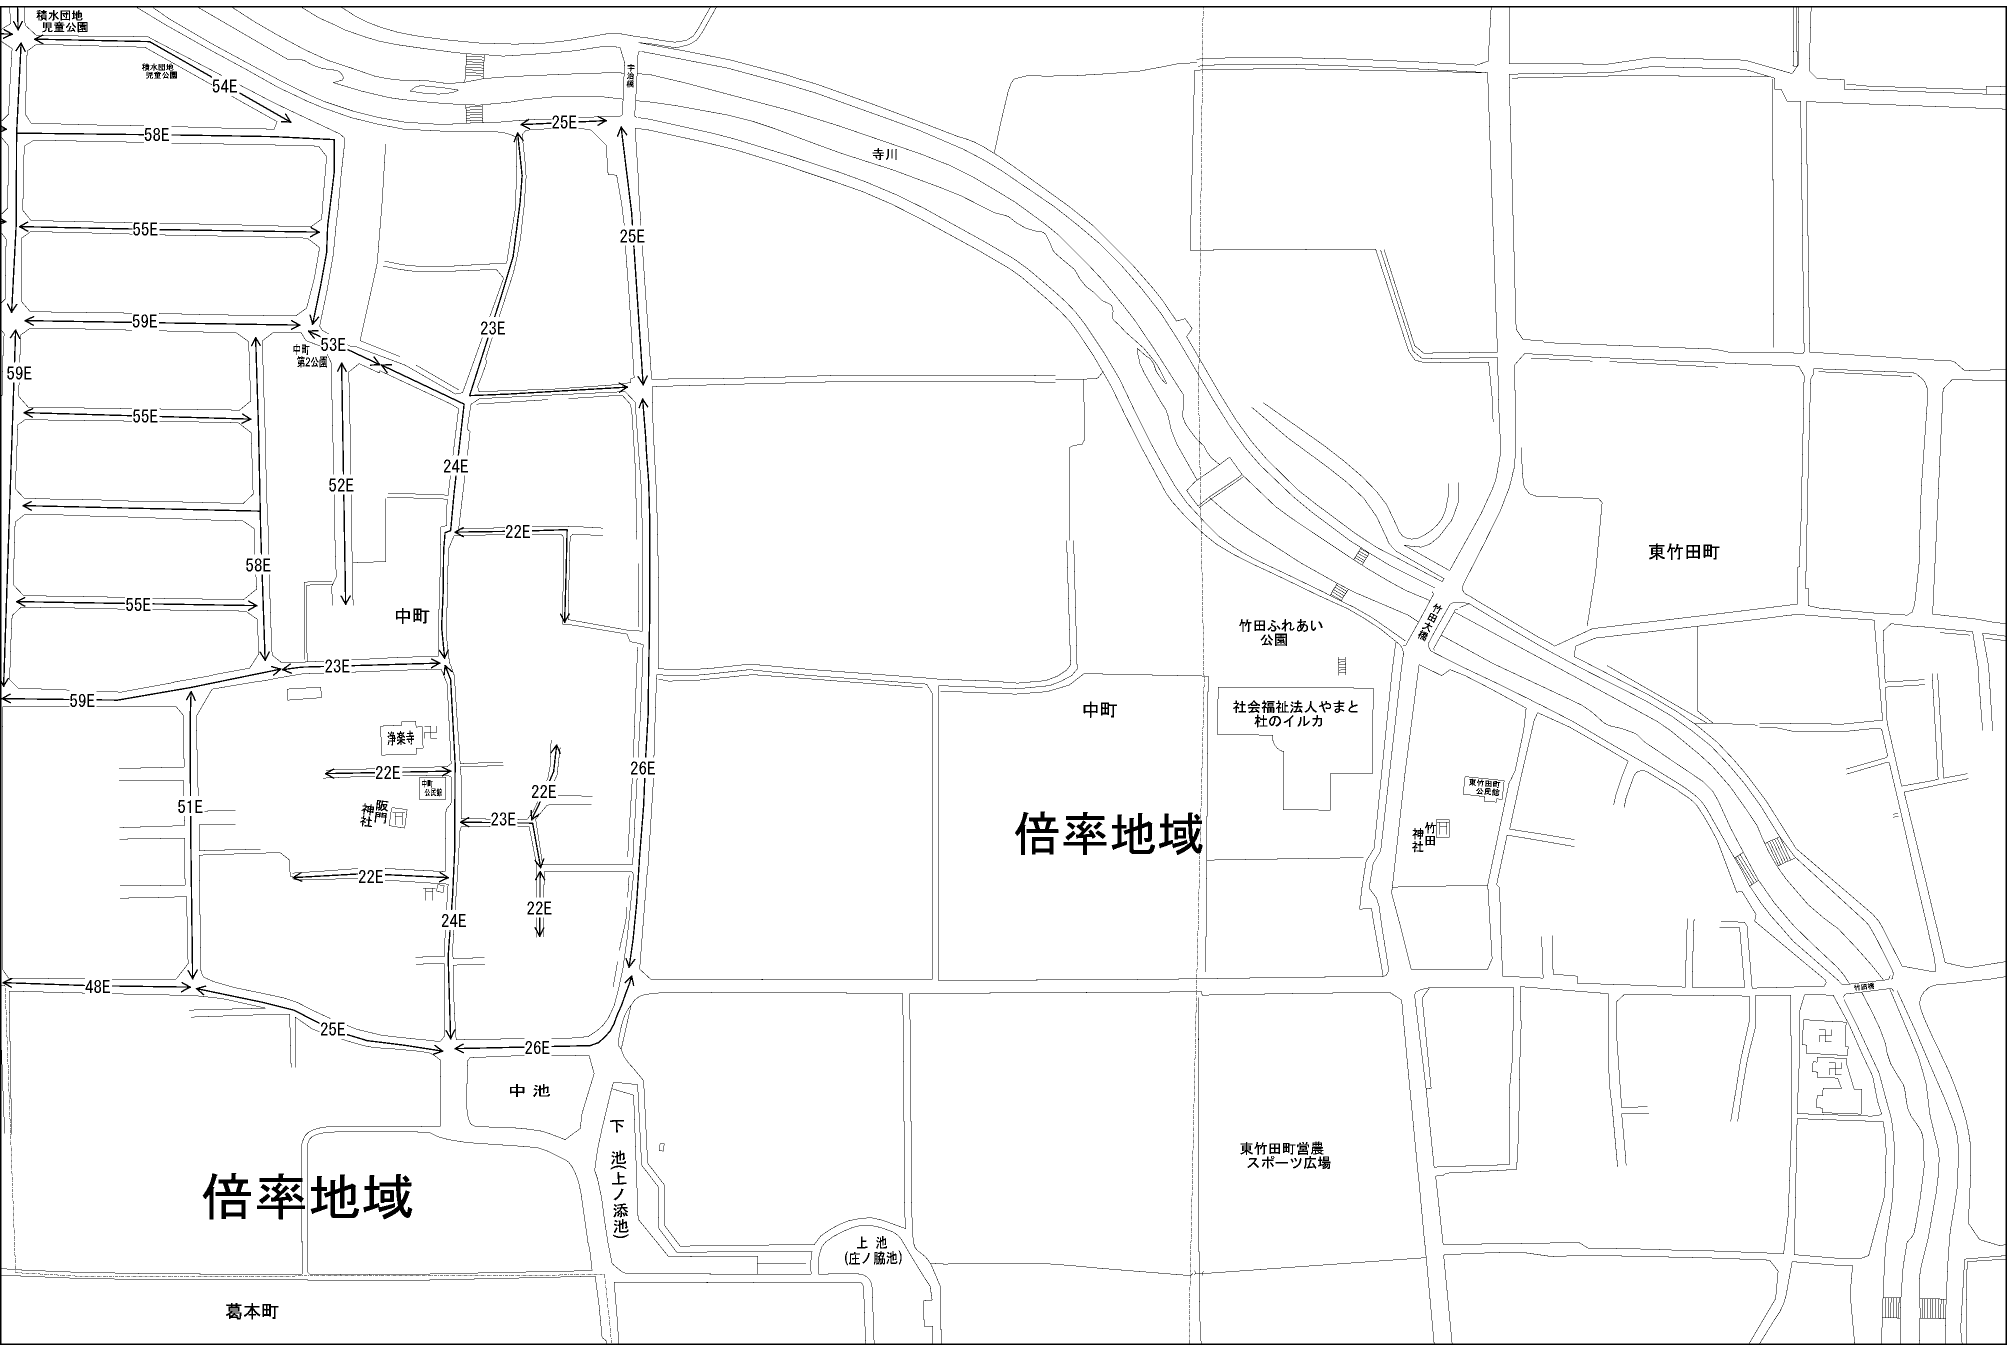 積水団地
児童公園
積水団地
児童公園
54E
58E
25E
宇治橋
寺川
55E
25E
59E
23E
53E
中町
第2公園
59E
55E
24E
52E
22E
58E
55E
中町
東竹田町
竹田大橋
竹田ふれあい
公園
23E
59E
中町
社会福祉法人やまと
杜のイルカ
浄楽寺
22E
中町
公民館
26E
22E
51E
阪門
神社
23E
倍率地域
東竹田町
公民館
竹田
神社
22E
22E
24E
48E
25E
26E
中池
下池(上ノ添池)
東竹田町営農
スポーツ広場
倍率地域
上池
(庄ノ脇池)
葛本町